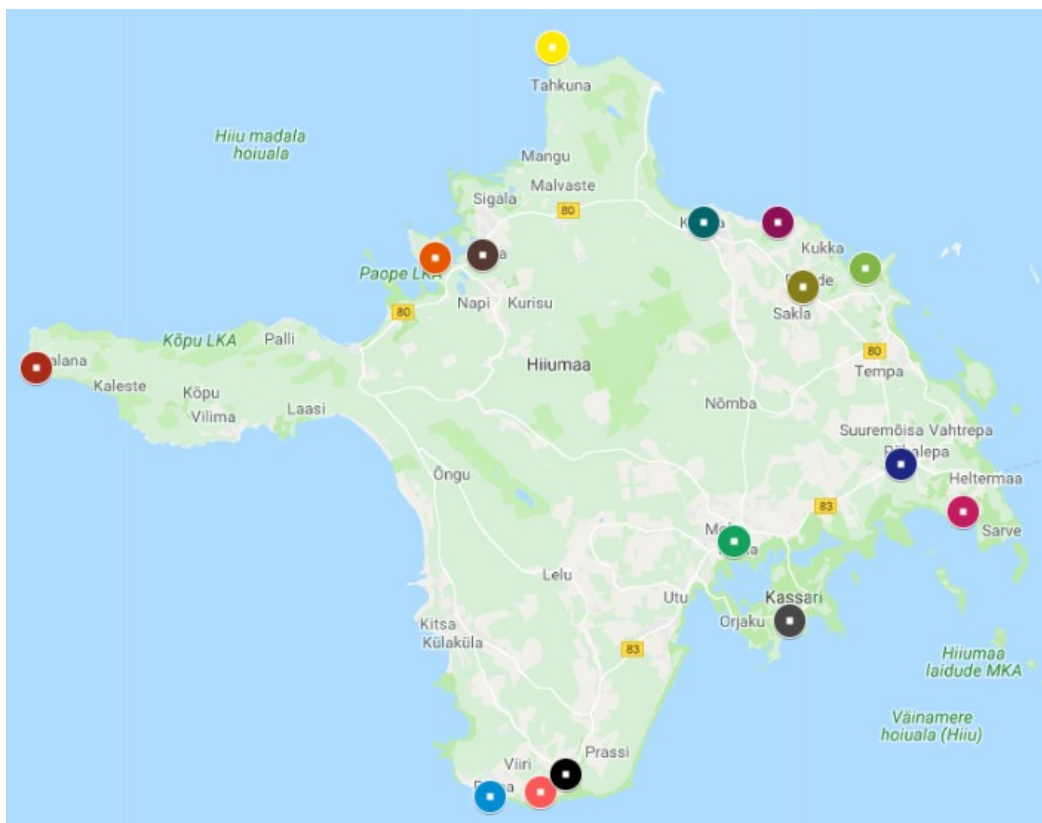 Tahkuna
Hiiu madala
hoiuala
Mangu
Malvaste
Sigala
80
Kukka
Paope LKA
Napi
Kurisu
Sakla
80
Kõpu LKA
Palli
Hiiumaa
80
Tempa
Kaleste
Kõpu
Nõmba
Laasi
Vilima
Suuremõisa
Vahtrepa
Õngu
Heltermaa
83
Sarve
Lelu
Utu
Kassari
Orjaku
Kitsa
Külaküla
83
Hiiumaa
laidude MKA
Väinamere
hoiuala (Hiiu)
Prassi
Viiri